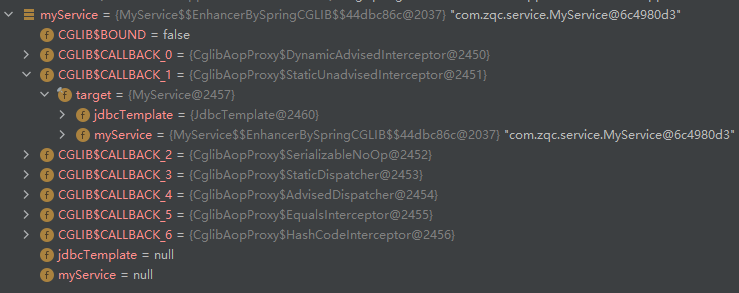 myService = {MyService$$EnhancerBySpringCGLIB$$44dbc86c@2037} "com.zqc.service.MyService@6c4980d3"
CGLIB$BOUND = false
CGLIB$CALLBACK_0 = {CglibAopProxy$DynamicAdvisedInterceptor@2450}
CGLIB$CALLBACK_1 = {CglibAopProxy$StaticUnadvisedInterceptor@2451}
target = {MyService@2457}
jdbcTemplate = {JdbcTemplate@2460}
myService = {MyService$$EnhancerBySpringCGLIB$$44dbc86c@2037} "com.zqc.service.MyService@6c4980d3"
CGLIB$CALLBACK_2 = {CglibAopProxy$SerializableNoOp@2452}
CGLIB$CALLBACK_3 = {CglibAopProxy$StaticDispatcher@2453}
CGLIB$CALLBACK_4 = {CglibAopProxy$AdvisedDispatcher@2454}
CGLIB$CALLBACK_5 = {CglibAopProxy$EqualsInterceptor@2455}
CGLIB$CALLBACK_6 = {CglibAopProxy$HashCodeInterceptor@2456}
jdbcTemplate = null
myService = null